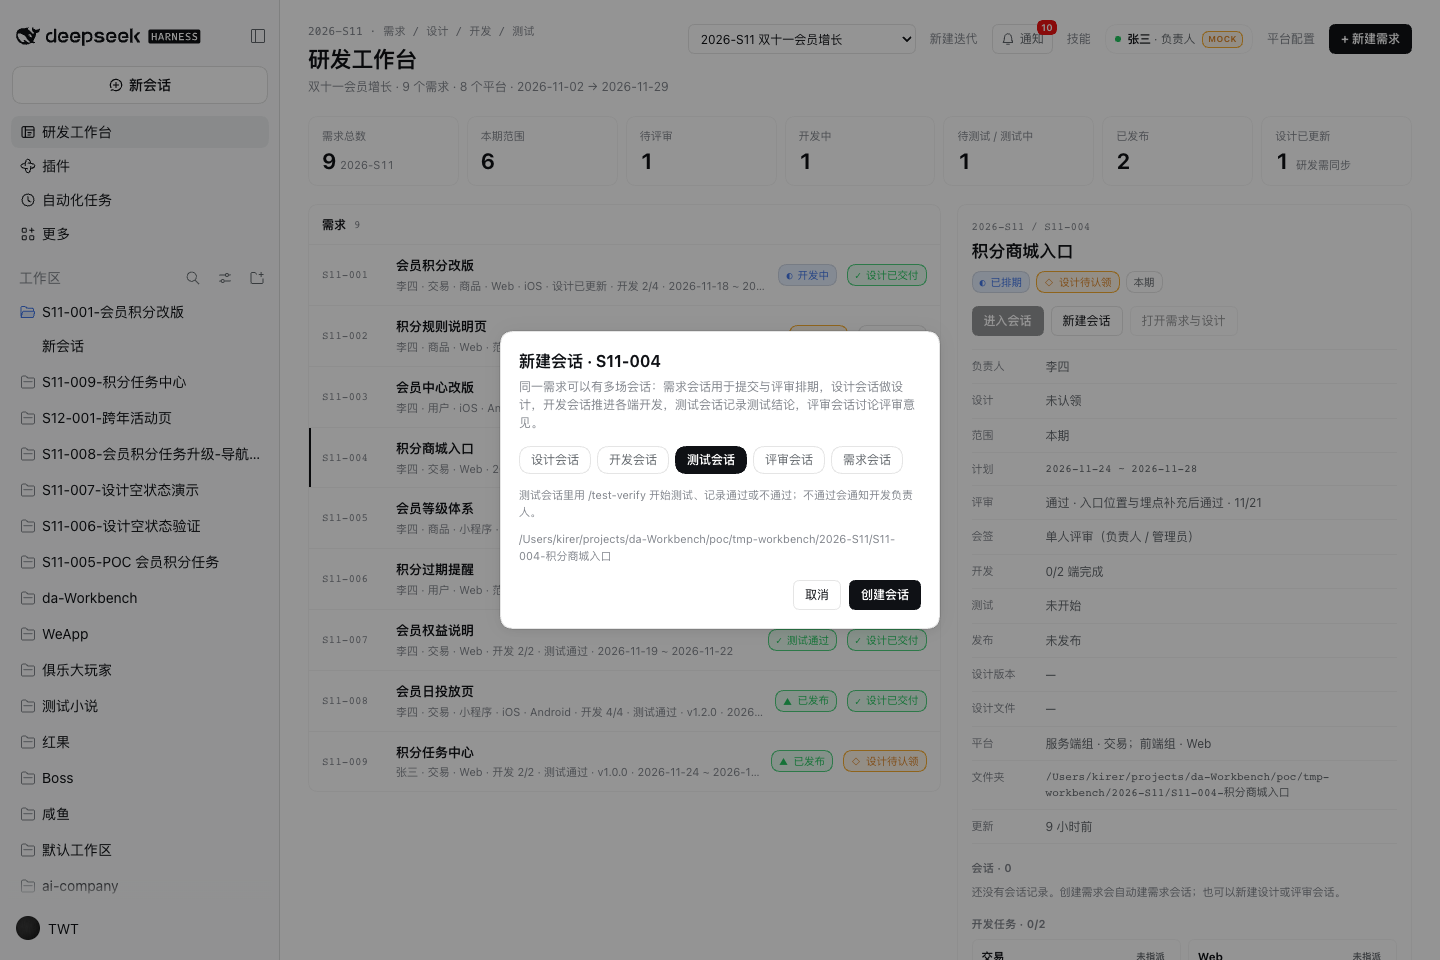 deepseek HARNESS
新会话
研发工作台
插件
自动化任务
更多
工作区
S11-001-会员积分改版
新会话
S11-009-积分任务中心
S12-001-跨年活动页
S11-008-会员积分任务升级-导航...
S11-007-设计空状态演示
S11-006-设计空状态验证
S11-005-POC 会员积分任务
da-Workbench
WeApp
俱乐大玩家
测试小说
红果
Boss
咸鱼
默认工作区
ai-company
TWT
2026-S11 · 需求 / 设计 / 开发 / 测试
研发工作台
双十一会员增长 · 9 个需求 · 8 个平台 · 2026-11-02 → 2026-11-29
2026-S11 双十一会员增长
新建迭代
通知
10
技能
张三 · 负责人 MOCK
平台配置
+ 新建需求
需求总数
9 2026-S11
本期范围
6
待评审
1
开发中
1
待测试 / 测试中
1
已发布
2
设计已更新
1 研发需同步
需求 9
S11-001
会员积分改版
李四 · 交易 · 商品 · Web · iOS · 设计已更新 · 开发 2/4 · 2026-11-18 ~ 20...
开发中
✓ 设计已交付
S11-002
积分规则说明页
李四 · 商品 · Web · 范
S11-003
会员中心改版
李四 · 用户 · iOS · An
S11-004
积分商城入口
李四 · 交易 · Web · 2
S11-005
会员等级体系
李四 · 商品 · 小程序 ·
S11-006
积分过期提醒
李四 · 用户 · Web · 范
S11-007
会员权益说明
李四 · 交易 · Web · 开发 2/2 · 测试通过 · 2026-11-19 ~ 2026-11-22
✓ 测试通过
✓ 设计已交付
S11-008
会员日投放页
李四 · 交易 · 小程序 · iOS · Android · 开发 4/4 · 测试通过 · v1.2.0 · 2026...
▲ 已发布
✓ 设计已交付
S11-009
积分任务中心
张三 · 交易 · Web · 开发 2/2 · 测试通过 · v1.0.0 · 2026-11-24 ~ 2026-1...
▲ 已发布
◇ 设计待认领
新建会话 · S11-004
同一需求可以有多场会话：需求会话用于提交与评审排期，设计会话做设
计，开发会话推进各端开发，测试会话记录测试结论，评审会话讨论评审意
见。
设计会话
开发会话
测试会话
评审会话
需求会话
测试会话里用 /test-verify 开始测试、记录通过或不通过；不通过会通知开发负责
人。
/Users/kirer/projects/da-Workbench/poc/tmp-workbench/2026-S11/S11-
004-积分商城入口
取消
创建会话
2026-S11 / S11-004
积分商城入口
已排期
◇ 设计待认领
本期
进入会话
新建会话
打开需求与设计
负责人 李四
设计 未认领
范围 本期
计划 2026-11-24 ~ 2026-11-28
评审 通过 · 入口位置与埋点补充后通过 · 11/21
会签 单人评审（负责人 / 管理员）
开发 0/2 端完成
测试 未开始
发布 未发布
设计版本 —
设计文件 —
平台 服务端组 · 交易；前端组 · Web
文件夹 /Users/kirer/projects/da-Workbench/poc/tmp-
workbench/2026-S11/S11-004-积分商城入口
更新 9 小时前
会话 · 0
还没有会话记录。创建需求会自动建需求会话；也可以新建设计或评审会话。
开发任务 · 0/2
交易 未指派
Web 未指派